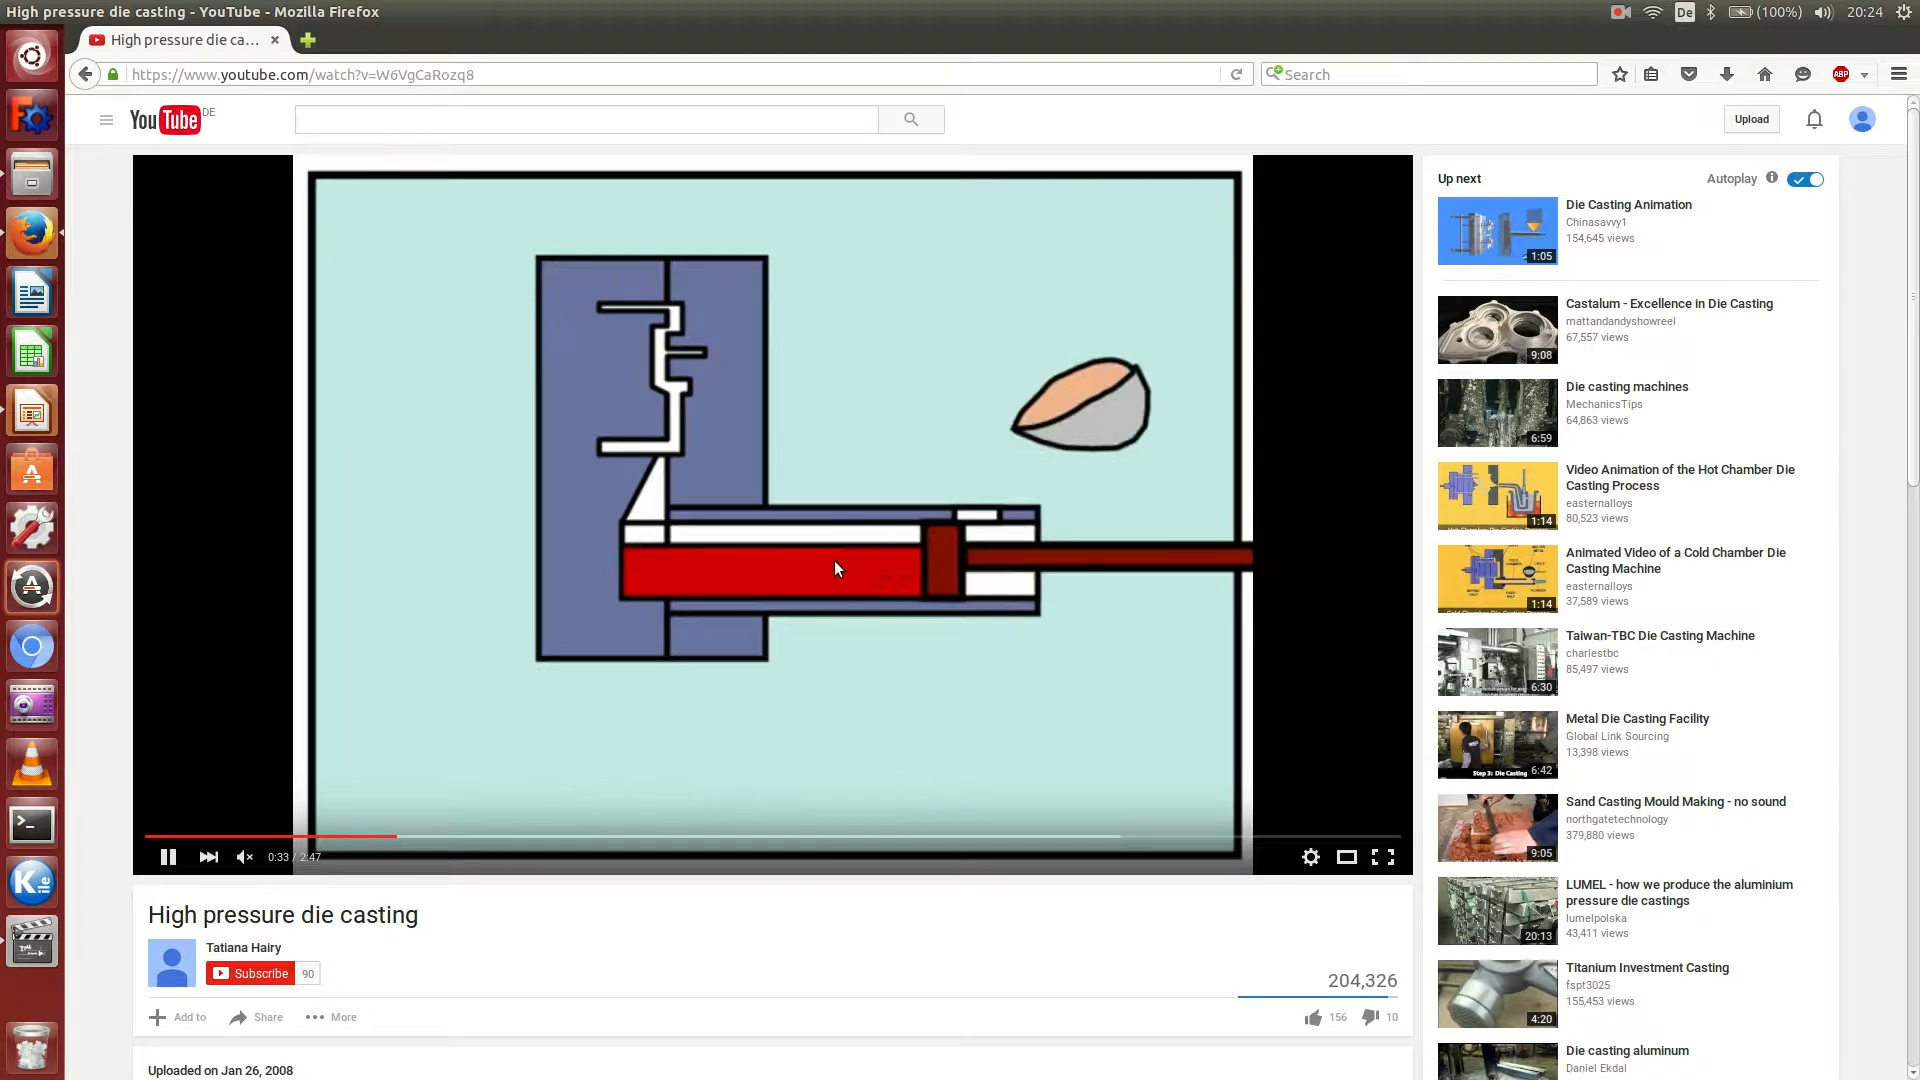 High pressure die casting - YouTube - Mozilla Firefox
De
(100%)
20:24
High pressure die ca...
https://www.youtube.com/watch?v=W6VgCaRozq8
Search
ABP
YouTube DE
Upload
Up next
Autoplay
Die Casting Animation
Chinasavvy1
154,645 views
1:05
Castalum - Excellence in Die Casting
mattandandyshowreel
67,557 views
9:08
Die casting machines
MechanicsTips
64,863 views
6:59
Video Animation of the Hot Chamber Die
Casting Process
easternalloys
80,523 views
1:14
Animated Video of a Cold Chamber Die
Casting Machine
easternalloys
37,589 views
1:14
Taiwan-TBC Die Casting Machine
charlestbc
85,497 views
6:30
Metal Die Casting Facility
Global Link Sourcing
13,398 views
Step 3: Die Casting
6:42
Sand Casting Mould Making - no sound
northgatetechnology
379,880 views
9:05
LUMEL - how we produce the aluminium
pressure die castings
lumelpolska
43,411 views
20:13
Titanium Investment Casting
fspt3025
155,453 views
4:20
Die casting aluminum
Daniel Ekdal
0:33 / 2:47
High pressure die casting
Tatiana Hairy
Subscribe 90
204,326
Add to
Share
More
156
10
Uploaded on Jan 26, 2008